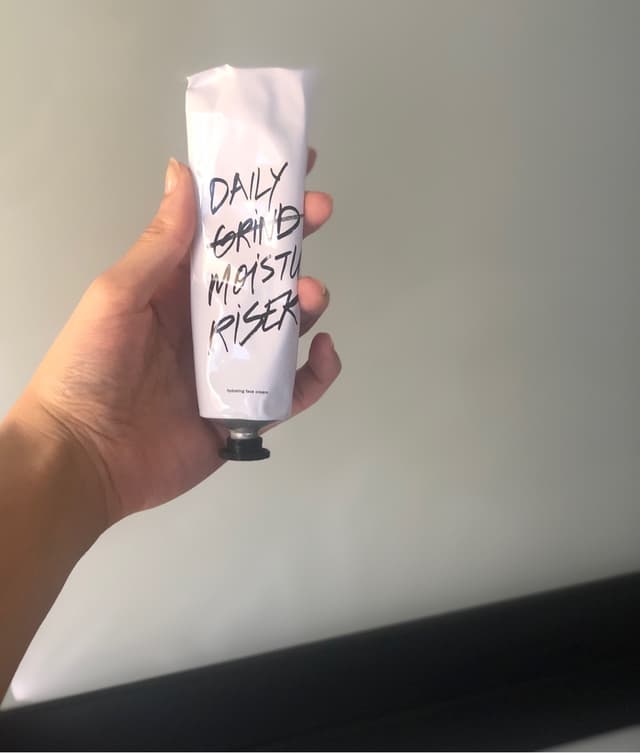 DAILY
GRiND
MOiSTU
RiSER
hydrating face cream